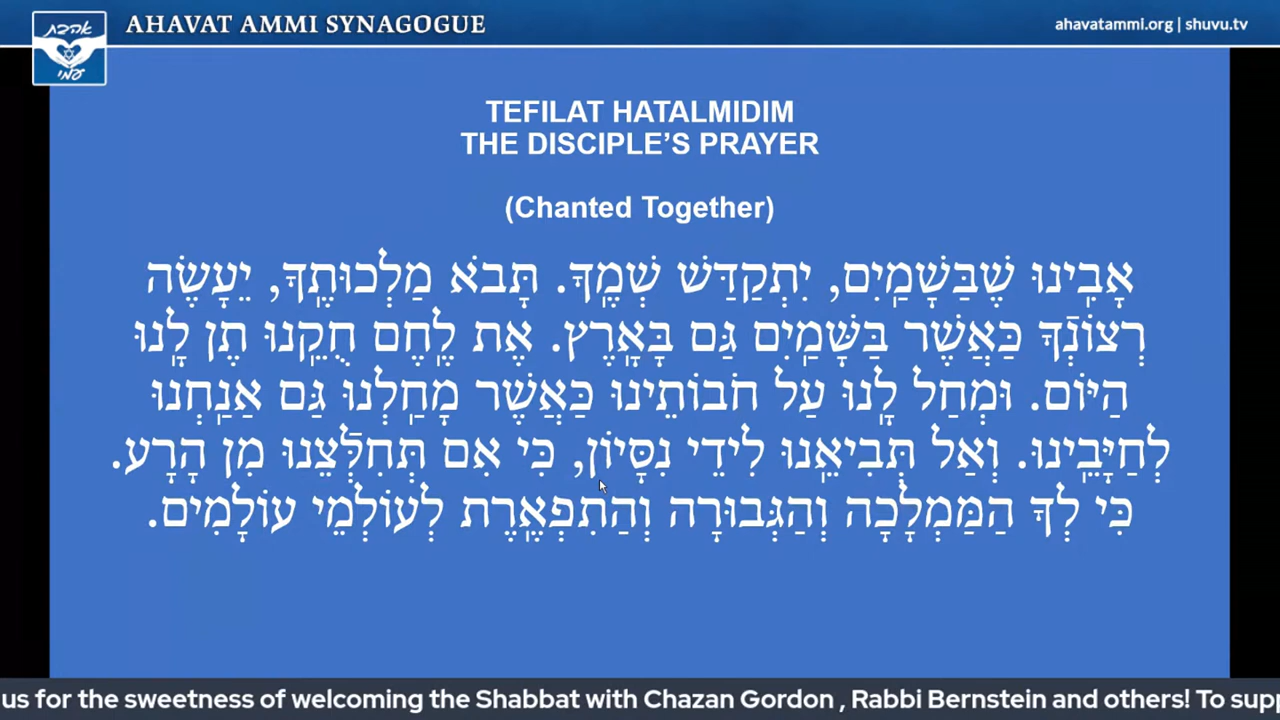 אהבת
עמי
AHAVAT AMMI SYNAGOGUE
ahavatammi.org | shuvu.tv
TEFILAT HATALMIDIM
THE DISCIPLE’S PRAYER
(Chanted Together)
אָבִֽינוּ שֶׁבַּשָּׁמַֽיִם, יִתְקַדַּשׁ שְׁמֶֽךָ. תָּבֹא מַלְכוּתֶֽךָ, יֵעָשֶׂה
רְצוֹנְךָ כַּאֲשֶׁר בַּשָּׁמַֽיִם גַּם בָּאָֽרֶץ. אֶת לֶֽחֶם חֻקֵֽנוּ תֶן לָֽנוּ
הַיּוֹם. וּמְחַל לָֽנוּ עַל חֹבוֹתֵינוּ כַּאֲשֶׁר מָחַֽלְנוּ גַּם אַנַֽחְנוּ
לְחַיָּבֵֽינוּ. וְאַל תְּבִיאֵֽנוּ לִידֵי נִסָּיוֹן, כִּי אִם תְּחִלְּצֵֽנוּ מִן הָרָע.
כִּי לְךָ הַמַּמְלָכָה וְהַגְּבוּרָה וְהַתִּפְאֶֽרֶת לְעוֹלְמֵי עוֹלָמִים.
us for the sweetness of welcoming the Shabbat with Chazan Gordon , Rabbi Bernstein and others! To supp